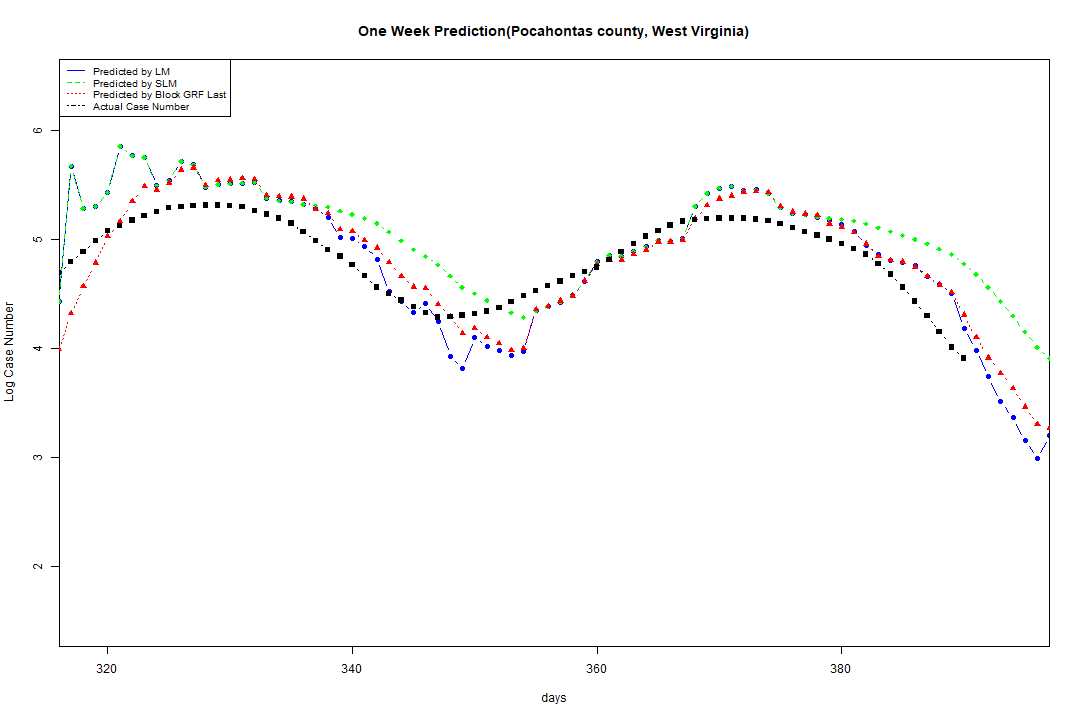 One Week Prediction(Pocahontas county, West Virginia)
Predicted by LM
Predicted by SLM
Predicted by Block GRF Last
Actual Case Number
Log Case Number
6
5
4
3
2
320 340 360 380
days